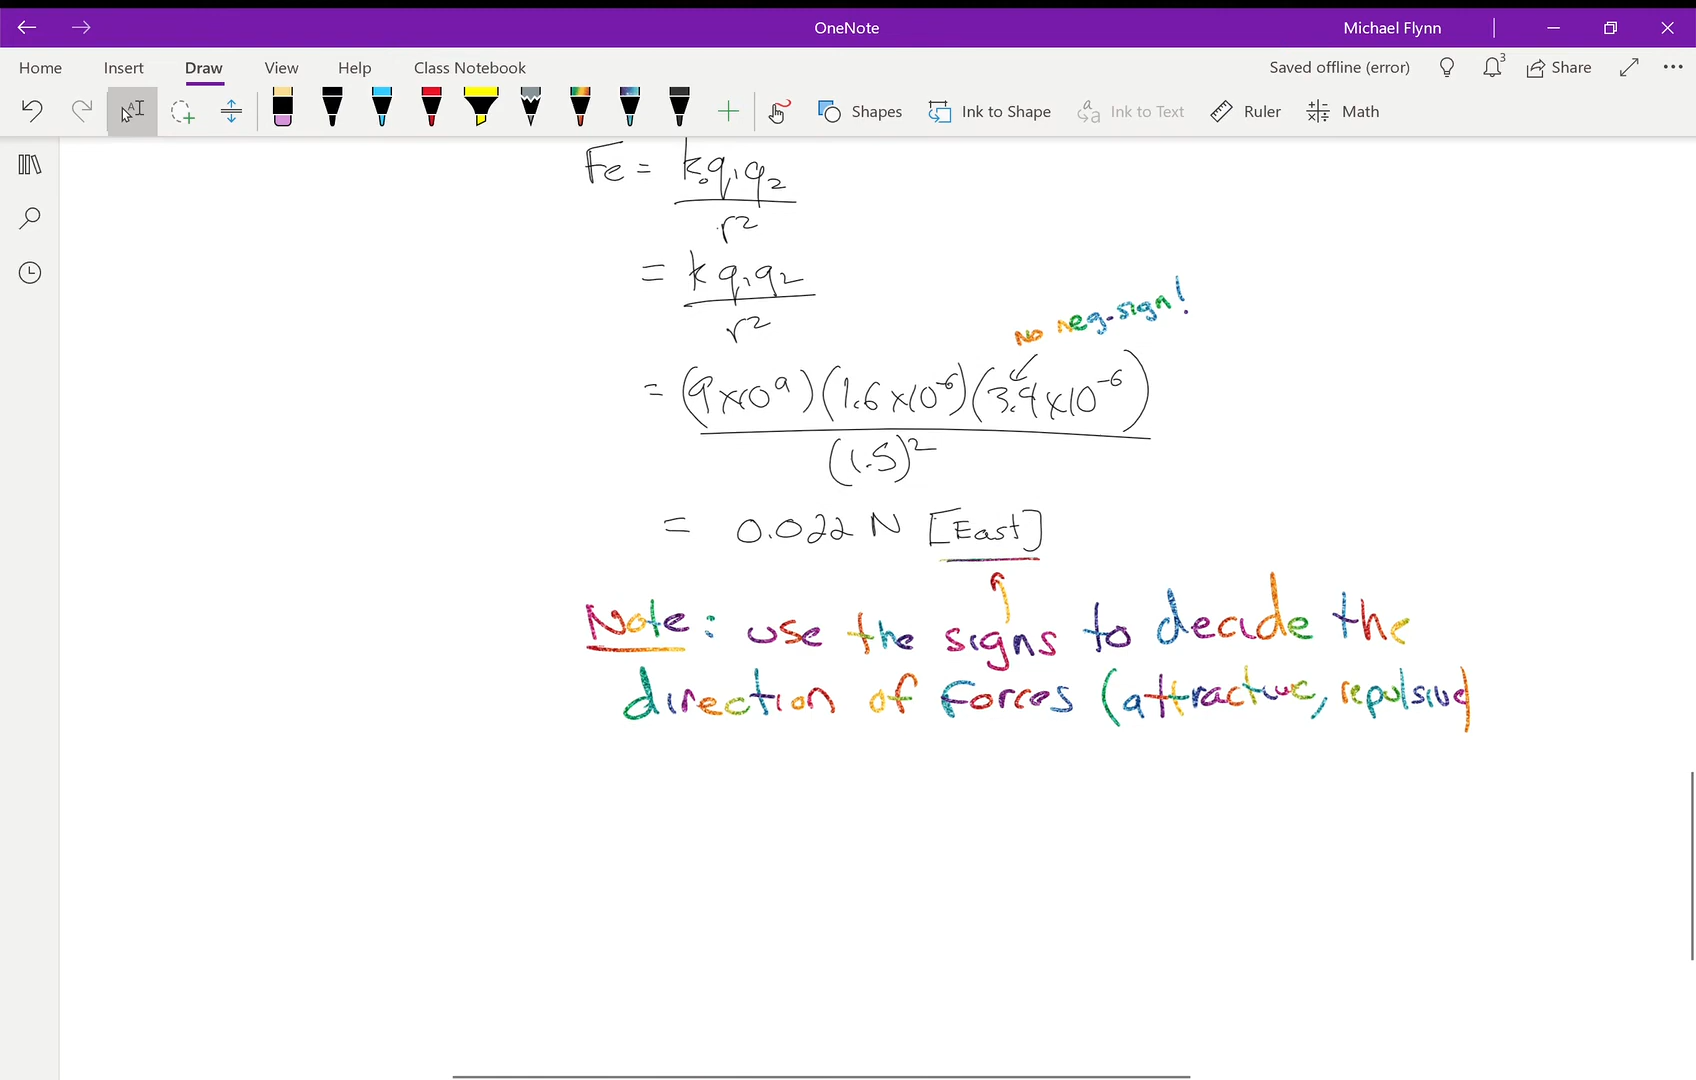 OneNote
Michael Flynn
Home Insert Draw View Help Class Notebook
Saved offline (error) 3 Share
Shapes Ink to Shape Ink to Text Ruler Math
Fe = kq₁q₂
r²
= kq₁q₂
r²
No neg-sign!
= (9x10⁹)(1.6x10⁻⁶)(3.4x10⁻⁶)
(1.5)²
= 0.022 N [East]
Note: use the signs to decide the
direction of forces (attractive, repulsive)